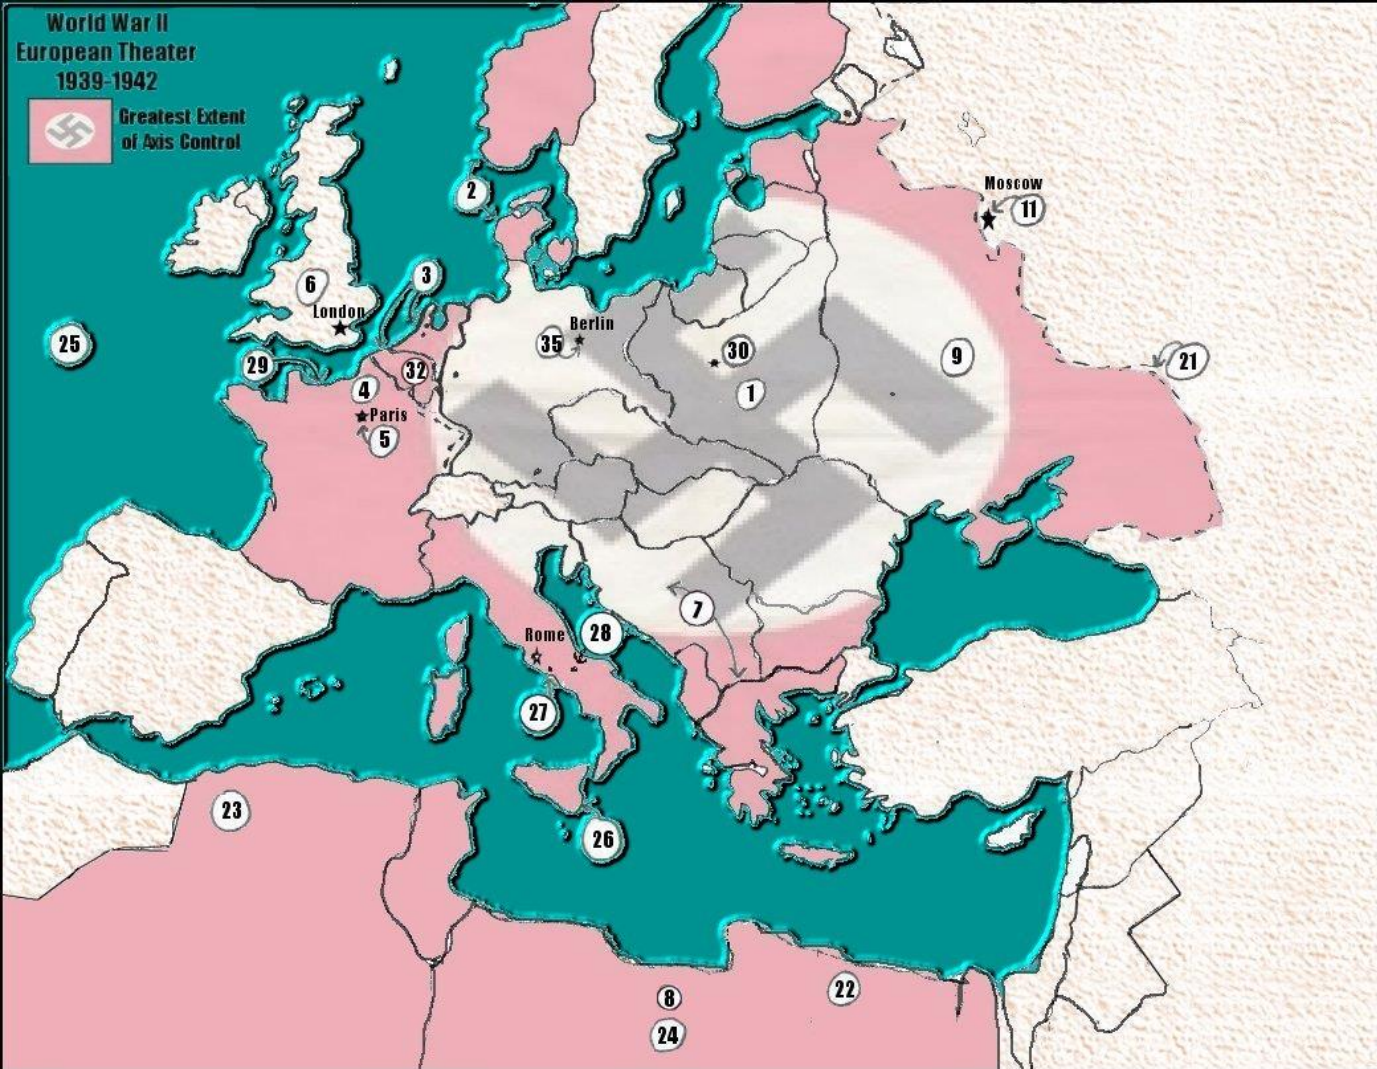 World War II
European Theater
1939-1942
Greatest Extent
of Axis Control
2
Moscow
11
3
6
London
25
Berlin
35
30
9
21
29
32
4
1
Paris
5
7
Rome
28
27
23
26
8
22
24